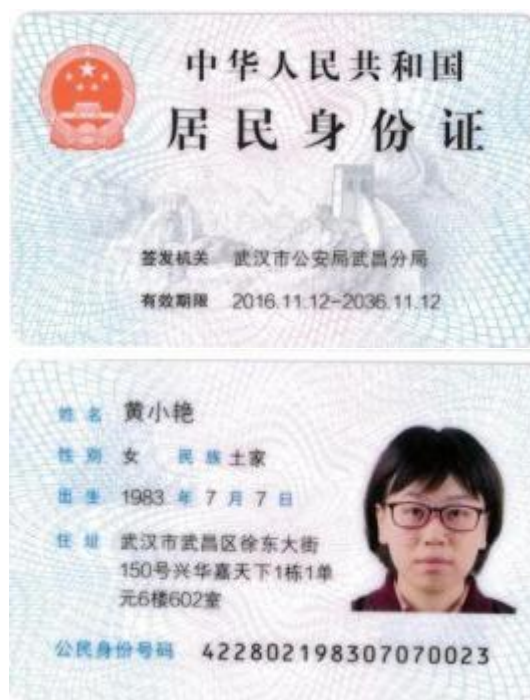 中华人民共和国
居民身份证
签发机关 武汉市公安局武昌分局
有效期限 2016.11.12-2036.11.12
姓名 黄小艳
性别 女 民族 土家
出生 1983 年 7 月 7 日
住址 武汉市武昌区徐东大街
150号兴华嘉天下1栋1单
元6楼602室
公民身份号码 422802198307070023